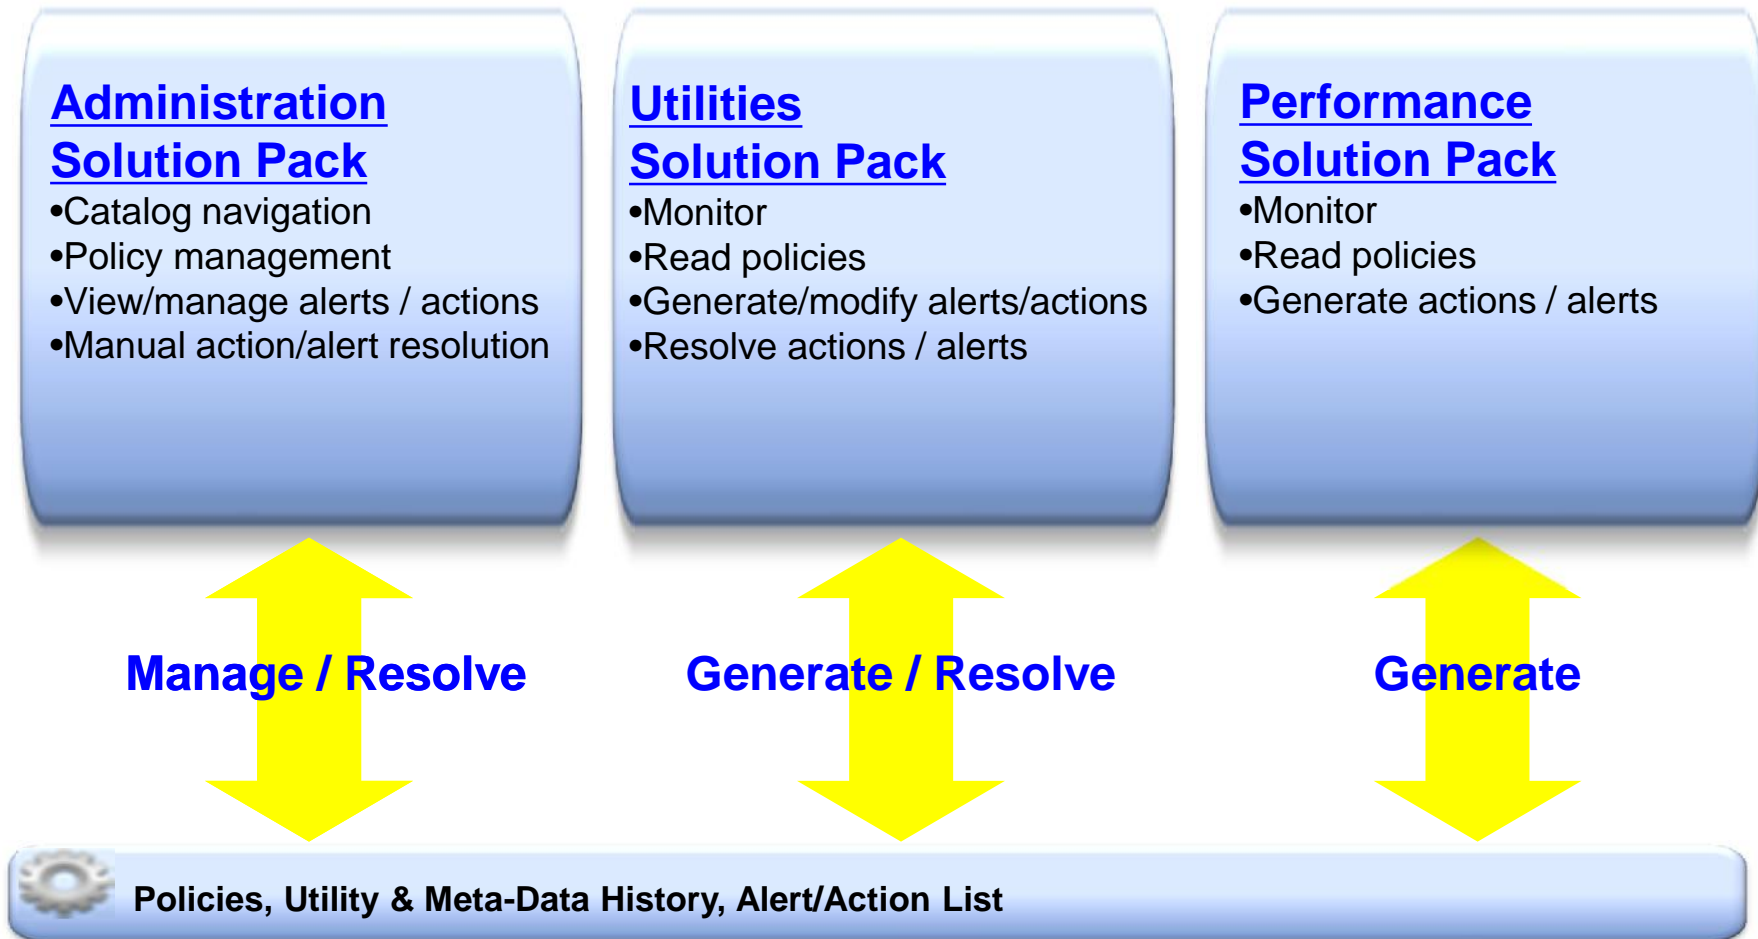 Administration
Solution Pack
•Catalog navigation
•Policy management
•View/manage alerts / actions
•Manual action/alert resolution
Utilities
Solution Pack
•Monitor
•Read policies
•Generate/modify alerts/actions
•Resolve actions / alerts
Performance
Solution Pack
•Monitor
•Read policies
•Generate actions / alerts
Manage / Resolve
Generate / Resolve
Generate
Policies, Utility & Meta-Data History, Alert/Action List